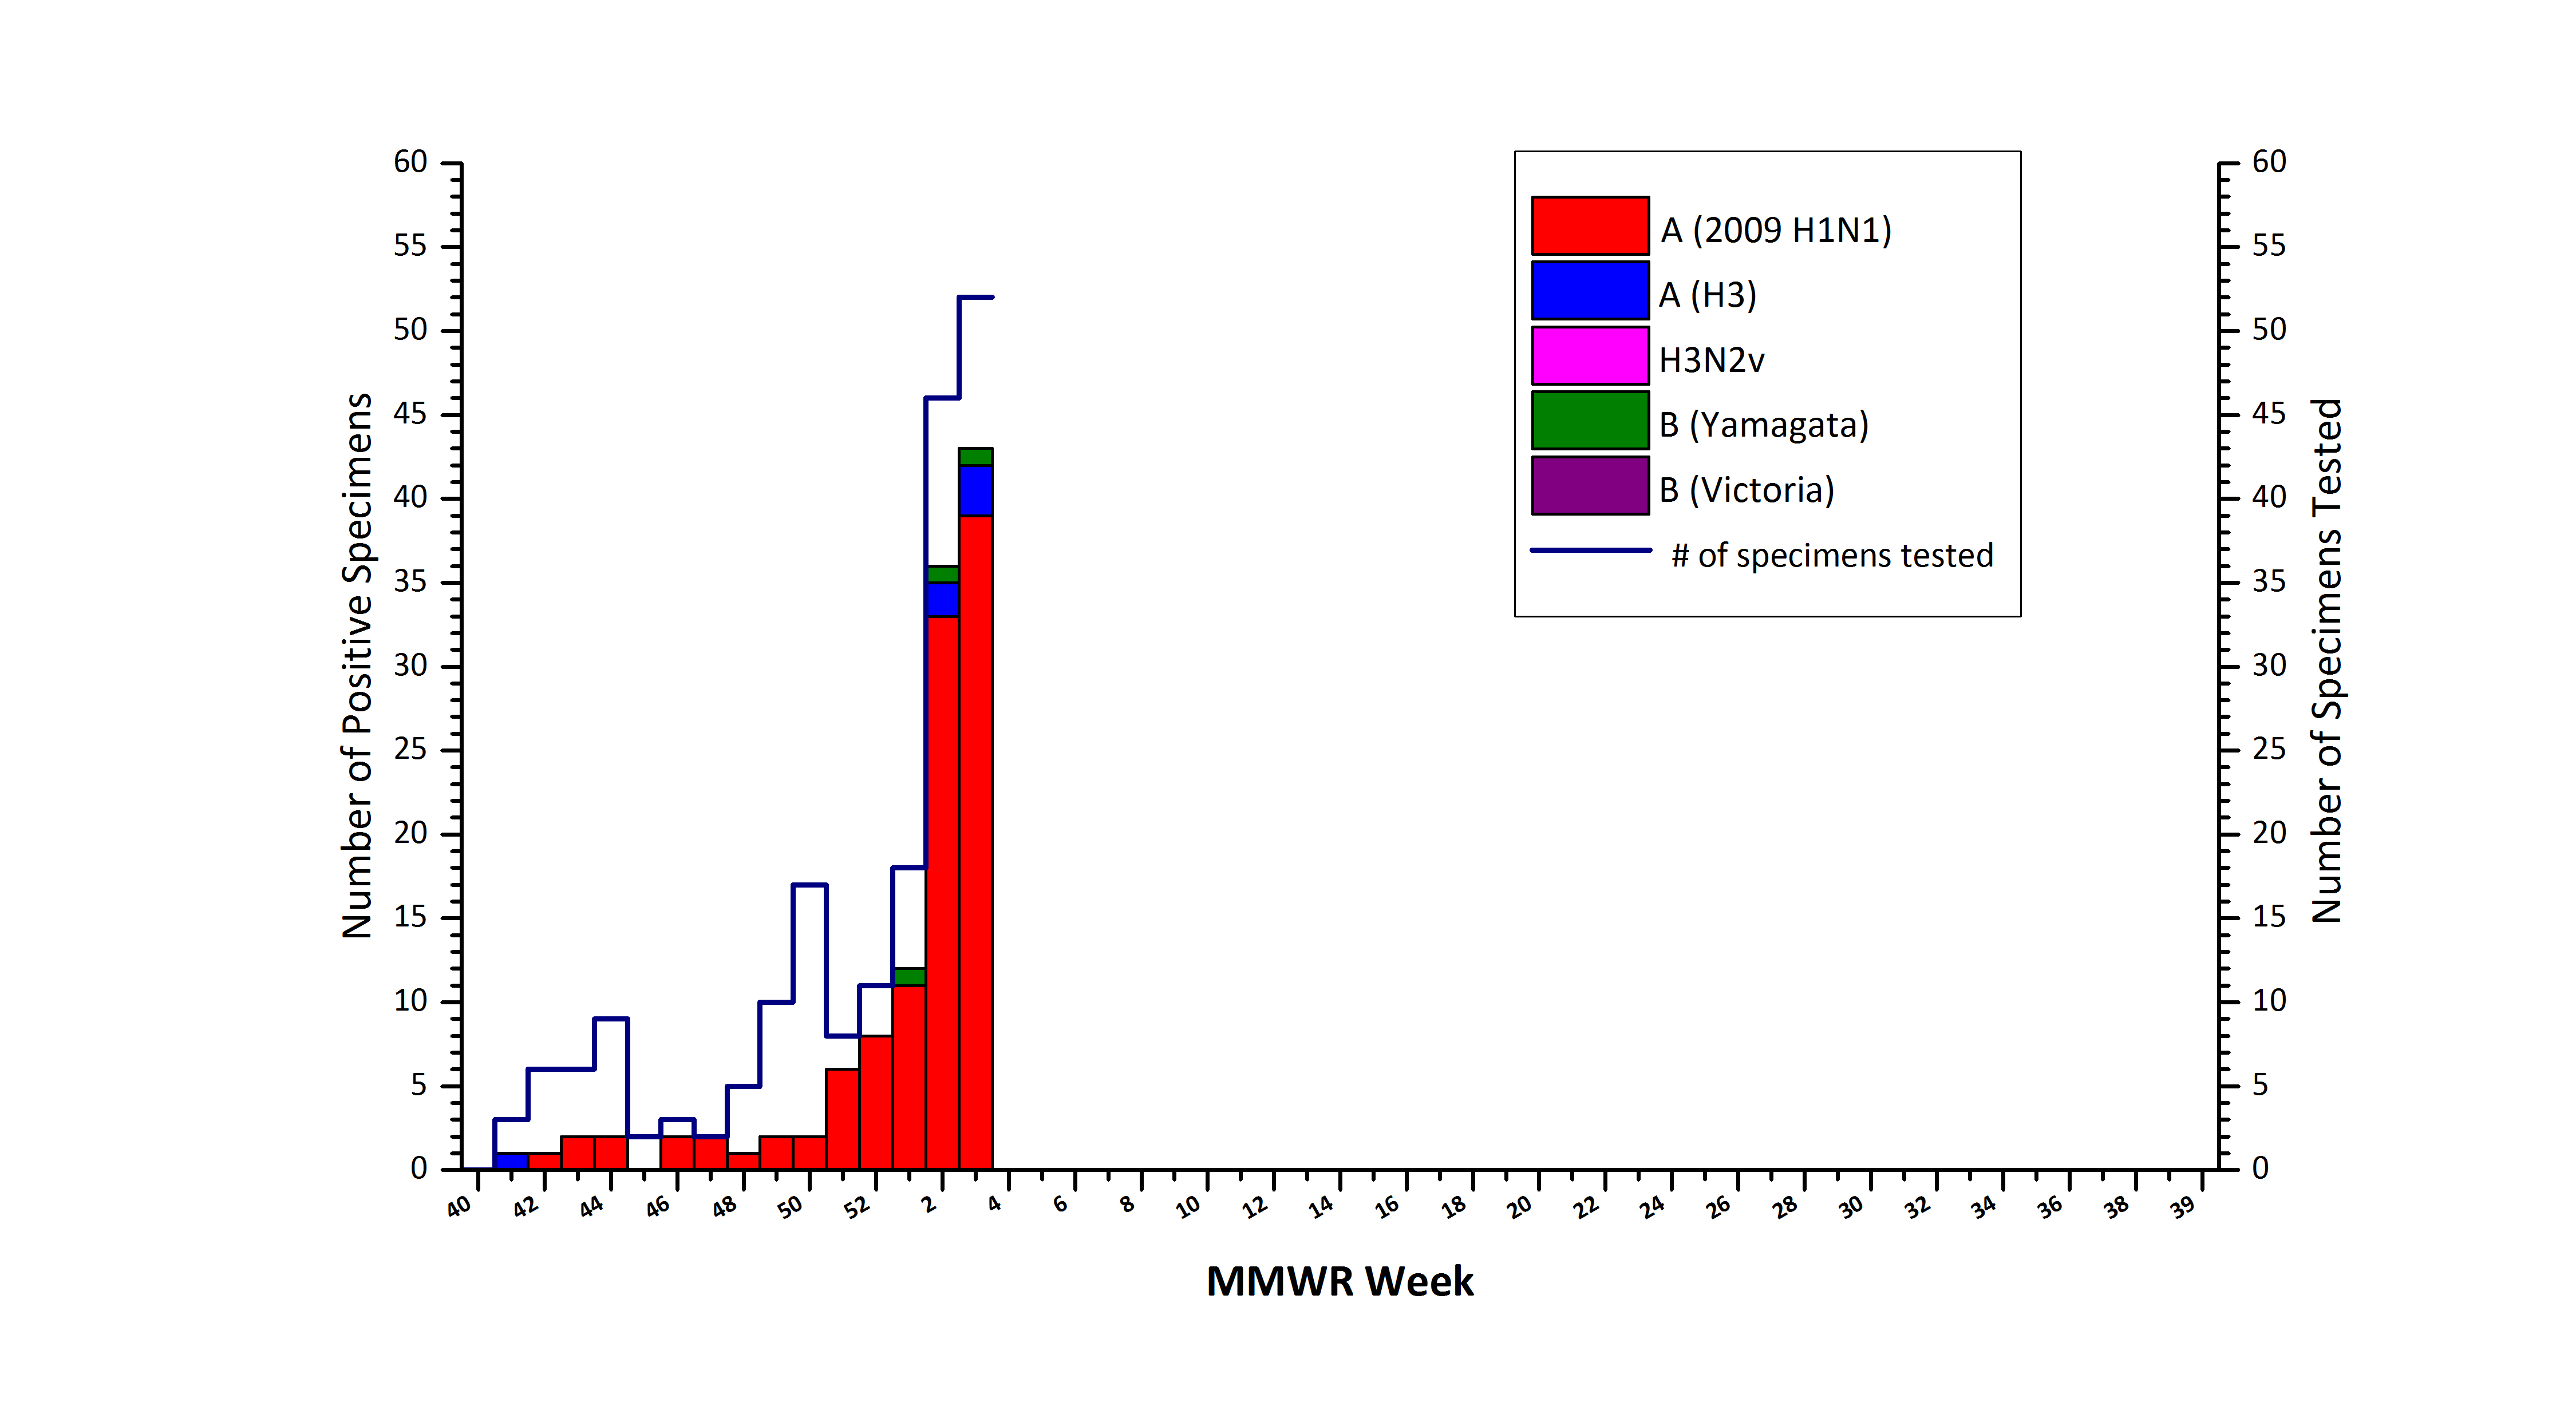 Number of Positive Specimens
60
55
50
45
40
35
30
25
20
15
10
5
0
A (2009 H1N1)
A (H3)
H3N2v
B (Yamagata)
B (Victoria)
# of specimens tested
60
55
50
45
40
35
30
25
20
15
10
5
0
Number of Specimens Tested
40 42 44 46 48 50 52 2 4 6 8 10 12 14 16 18 20 22 24 26 28 30 32 34 36 38 39
MMWR Week